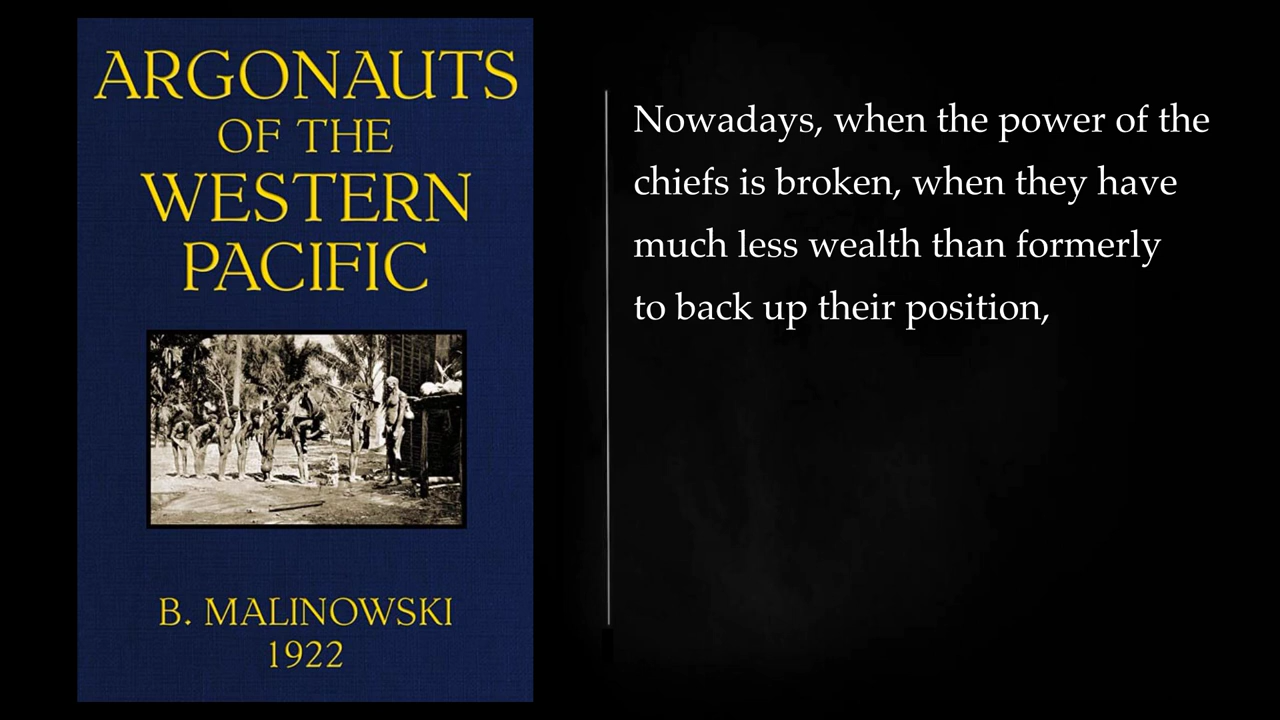 ARGONAUTS
OF THE
WESTERN
PACIFIC
B. MALINOWSKI
1922
Nowadays, when the power of the
chiefs is broken, when they have
much less wealth than formerly
to back up their position,